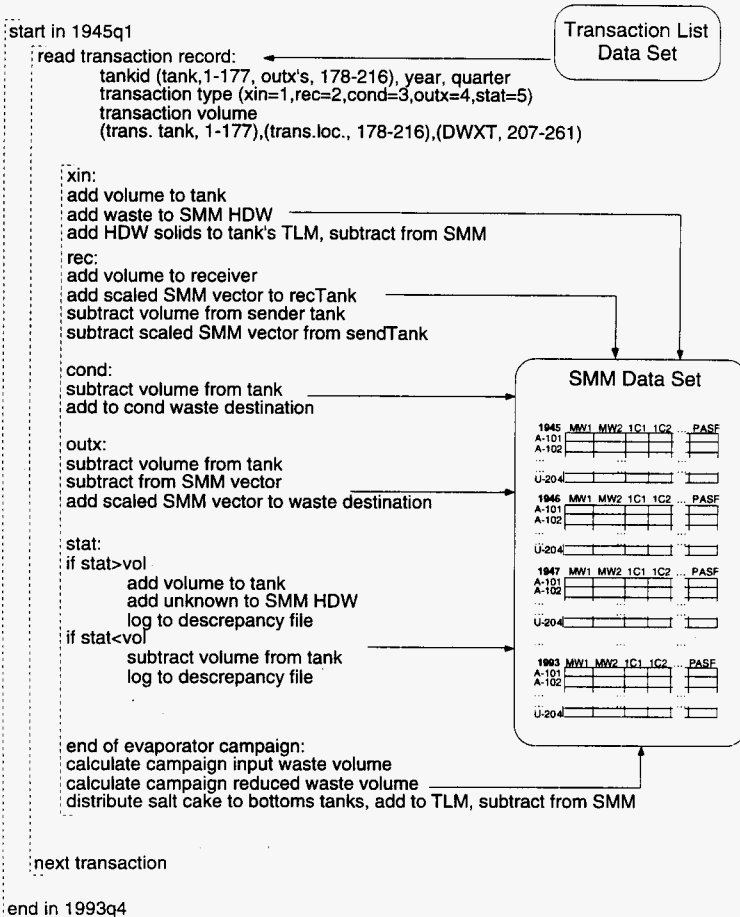 start in 1945q1
Transaction List
Data Set
read transaction record:
tankid (tank,1-177, outx's, 178-216), year, quarter
transaction type (xin=1,rec=2,cond=3,outx=4,stat=5)
transaction volume
(trans. tank, 1-177),(trans.loc., 178-216),(DWXT, 207-261)
xin:
add volume to tank
add waste to SMM HDW
add HDW solids to tank's TLM, subtract from SMM
rec:
add volume to receiver
add scaled SMM vector to recTank
subtract volume from sender tank
subtract scaled SMM vector from sendTank
cond:
subtract volume from tank
add to cond waste destination
outx:
subtract volume from tank
subtract from SMM vector
add scaled SMM vector to waste destination
stat:
if stat>vol
add volume to tank
add unknown to SMM HDW
log to descrepancy file
if stat<vol
subtract volume from tank
log to descrepancy file
end of evaporator campaign:
calculate campaign input waste volume
calculate campaign reduced waste volume
distribute salt cake to bottoms tanks, add to TLM, subtract from SMM
next transaction
end in 1993q4
SMM Data Set
1945 MW1 MW2 1C1 1C2 ... PASF
A-101
A-102
... ... ...
U-204
1946 MW1 MW2 1C1 1C2 ... PASF
A-101
A-102
... ... ...
U-204
1947 MW1 MW2 1C1 1C2 ... PASF
A-101
A-102
... ... ...
U-204
... ... ...
1993 MW1 MW2 1C1 1C2 ... PASF
A-101
A-102
... ... ...
U-204